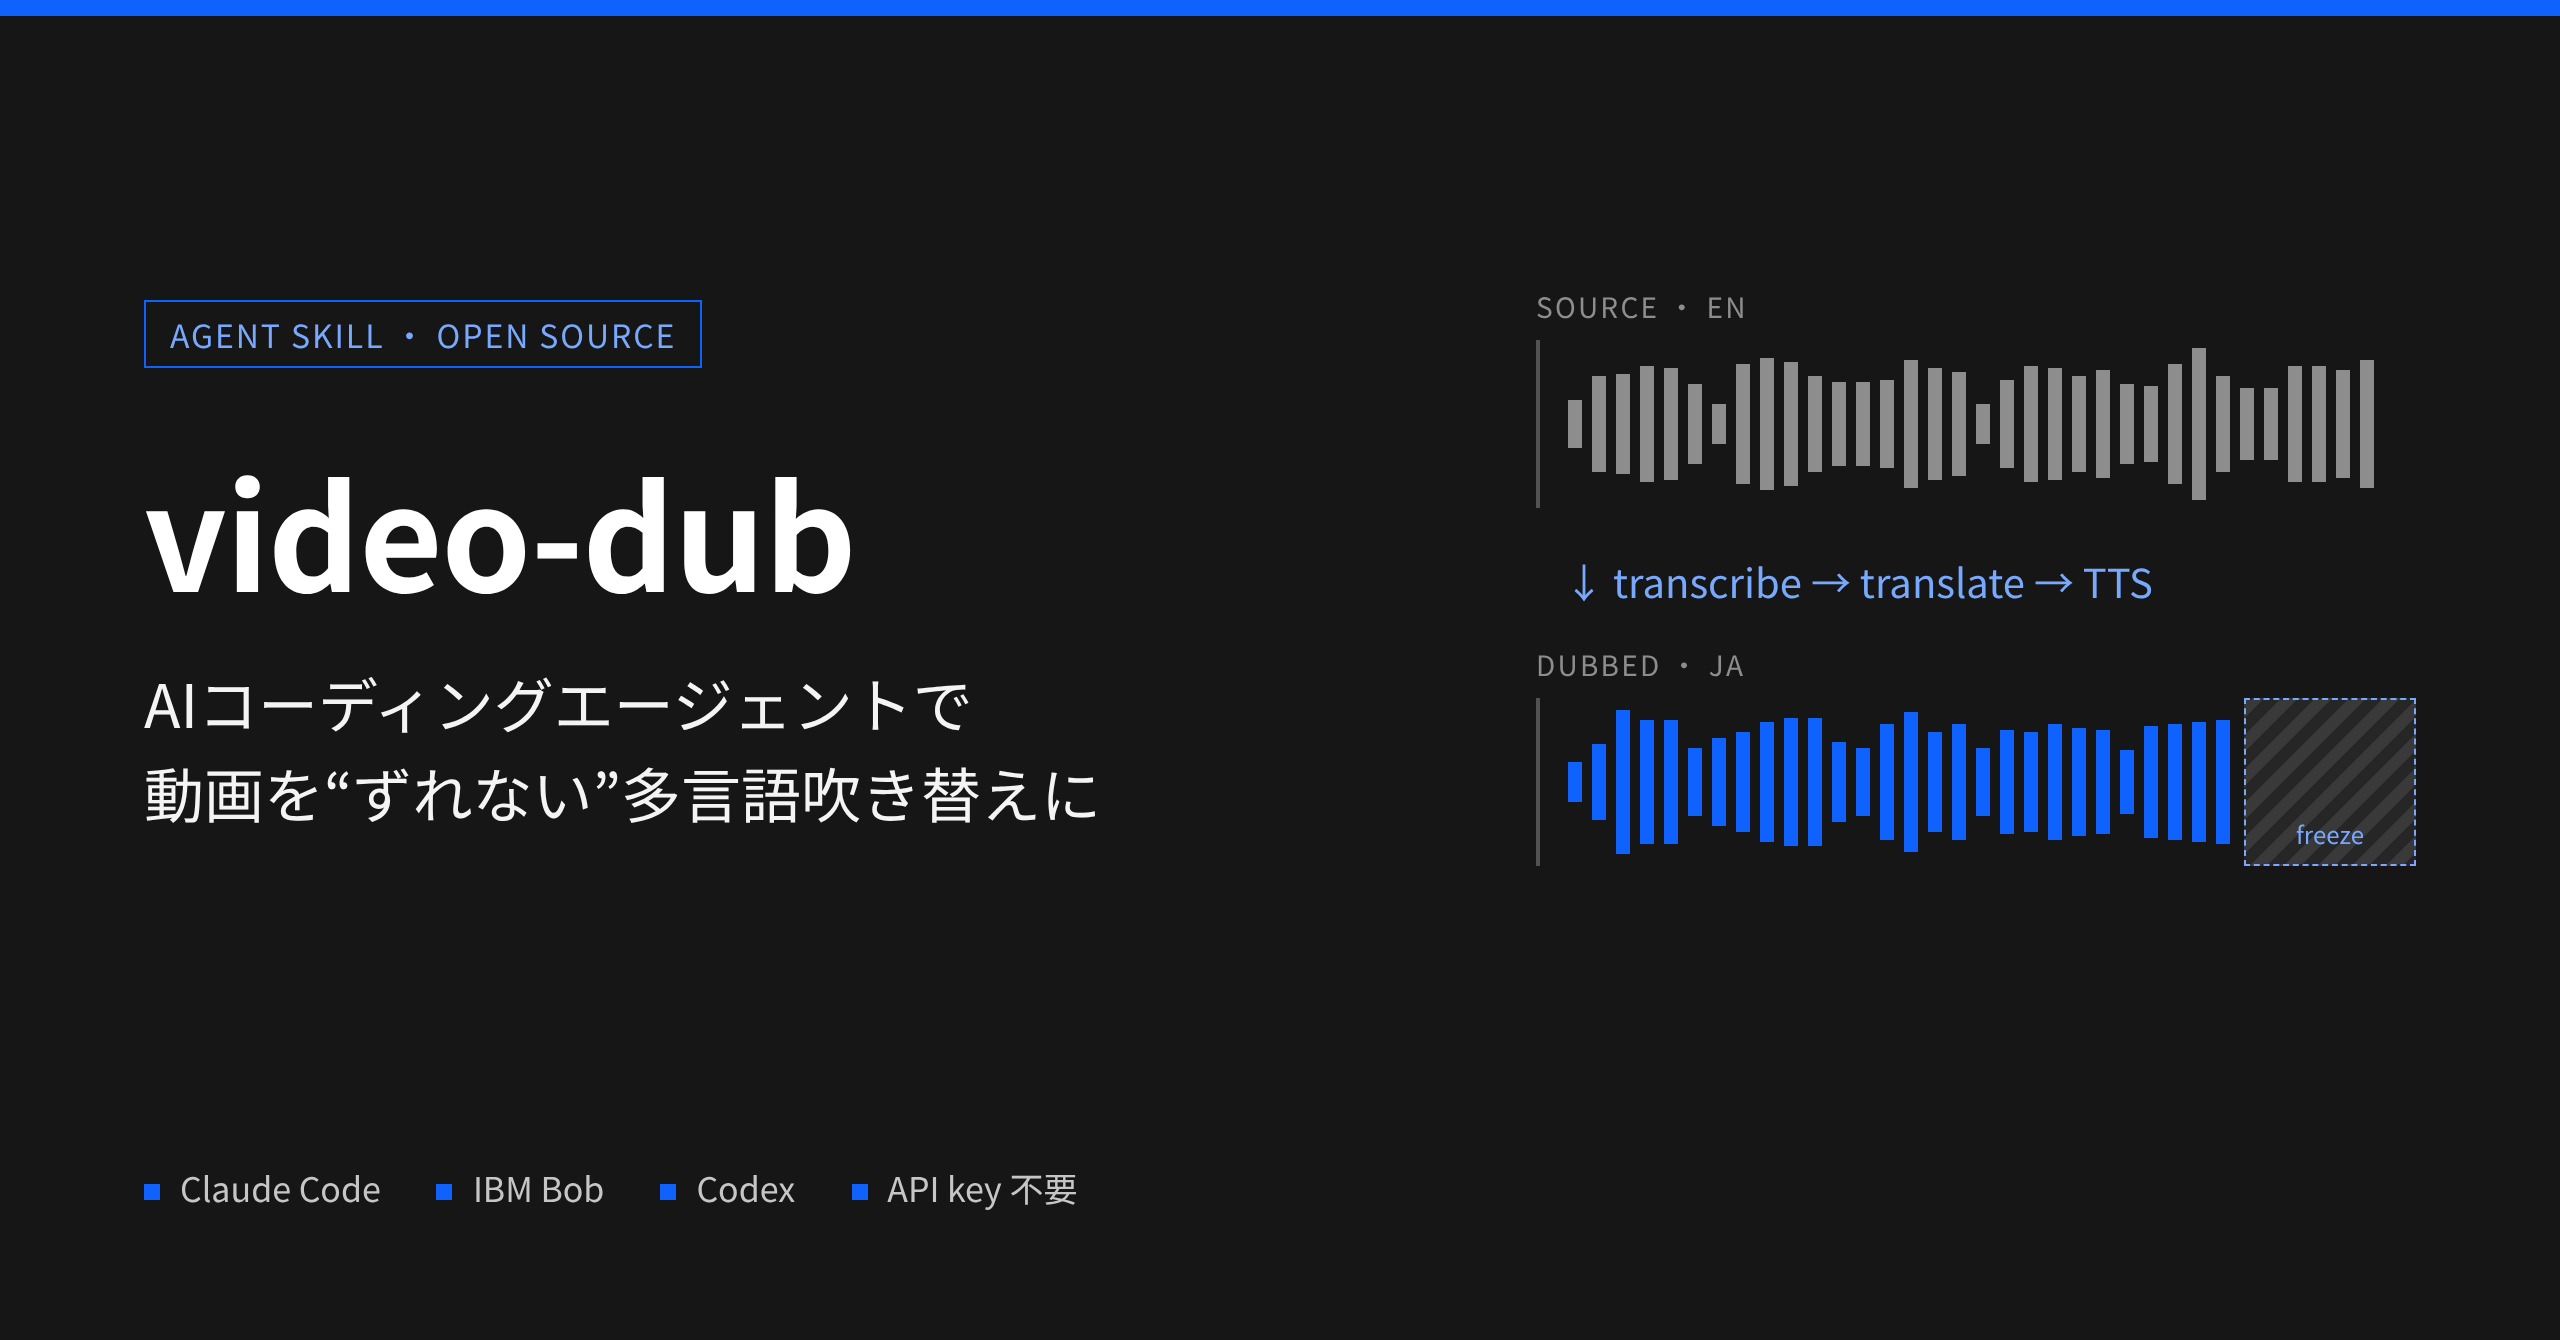 AGENT SKILL ・ OPEN SOURCE
video-dub
AIコーディングエージェントで
動画を“ずれない”多言語吹き替えに
SOURCE ・ EN
↓ transcribe → translate → TTS
DUBBED ・ JA
freeze
Claude Code
IBM Bob
Codex
API key 不要